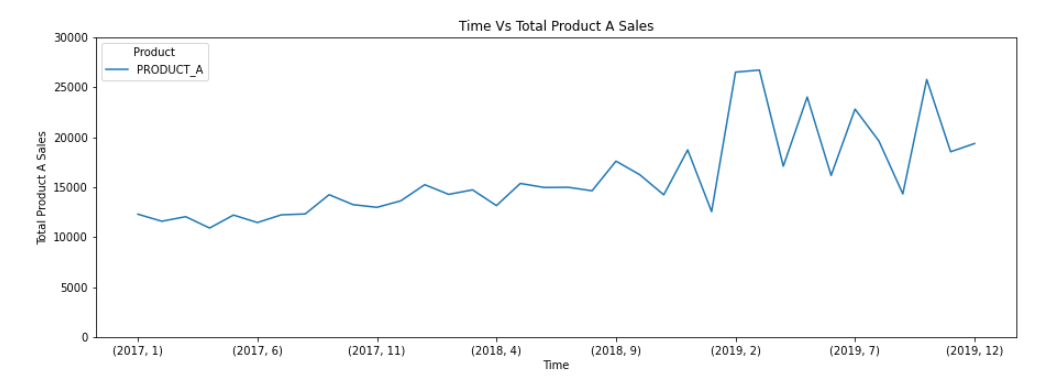 Time Vs Total Product A Sales
30000
25000
20000
15000
10000
5000
0
Total Product A Sales
Product
PRODUCT_A
(2017, 1) (2017, 6) (2017, 11) (2018, 4) (2018, 9) (2019, 2) (2019, 7) (2019, 12)
Time